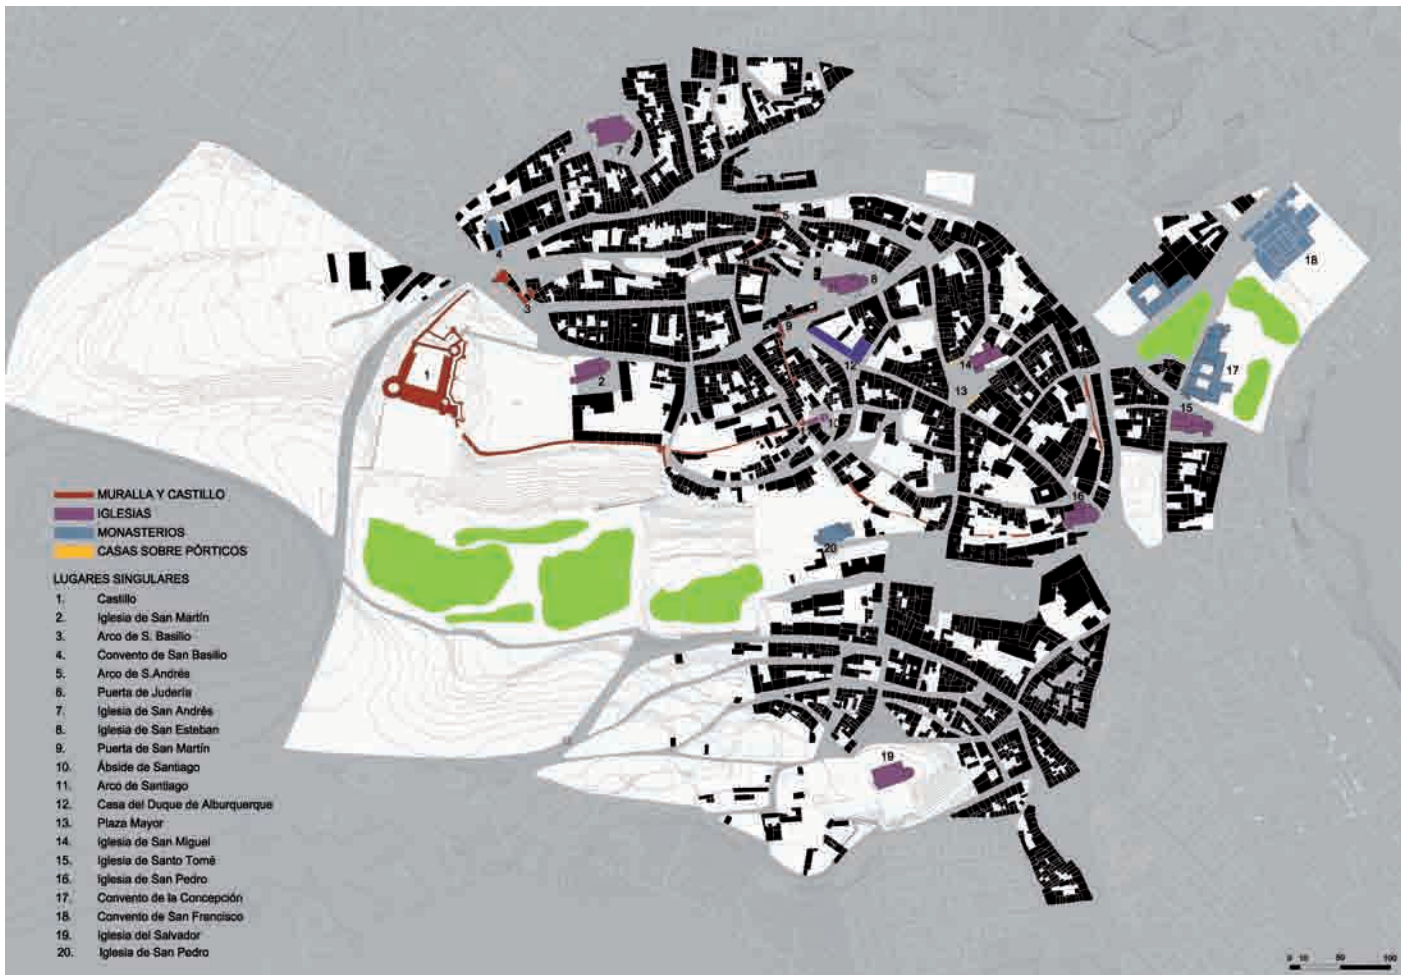 7
5
4
6
8
18
3
9
1
2
12
14
13
17
15
10
16
20
19
MURALLA Y CASTILLO
IGLESIAS
MONASTERIOS
CASAS SOBRE PÓRTICOS
LUGARES SINGULARES
1. Castillo
2. Iglesia de San Martín
3. Arco de S. Basilio
4. Convento de San Basilio
5. Arco de S.Andrés
6. Puerta de Judería
7. Iglesia de San Andrés
8. Iglesia de San Esteban
9. Puerta de San Martín
10. Ábside de Santiago
11. Arco de Santiago
12. Casa del Duque de Alburquerque
13. Plaza Mayor
14. Iglesia de San Miguel
15. Iglesia de Santo Tomé
16. Iglesia de San Pedro
17. Convento de la Concepción
18. Convento de San Francisco
19. Iglesia del Salvador
20. Iglesia de San Pedro
0 10 50 100